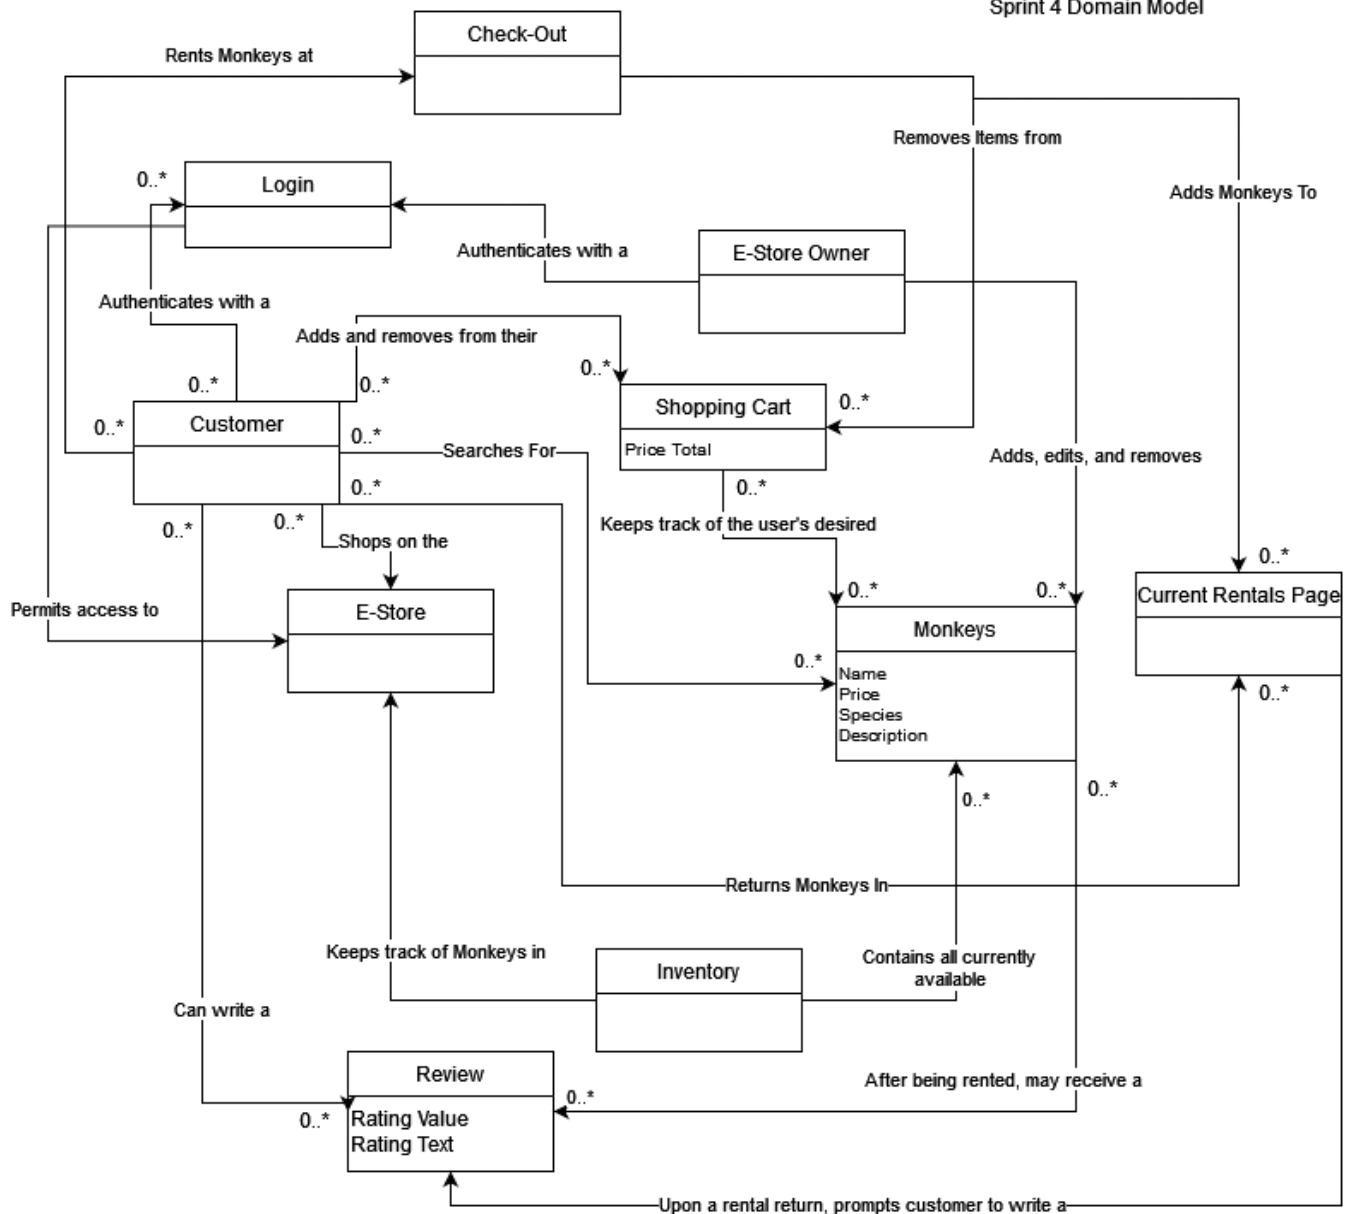 Sprint 4 Domain Model
Check-Out
Rents Monkeys at
Removes Items from
0..*
Login
Adds Monkeys To
Authenticates with a
E-Store Owner
Authenticates with a
Adds and removes from their
0..*
0..*
0..*
0..*
Shopping Cart
0..*
Customer
0..*
0..*
Price Total
Searches For
Adds, edits, and removes
0..*
0..*
Keeps track of the user's desired
0..*
0..*
Shops on the
0..*
0..*
0..*
Current Rentals Page
Permits access to
E-Store
Monkeys
0..*
Name
Price
Species
Description
0..*
0..*
0..*
Returns Monkeys In
Keeps track of Monkeys in
Inventory
Contains all currently
available
Can write a
Review
After being rented, may receive a
0..*
0..*
Rating Value
Rating Text
Upon a rental return, prompts customer to write a